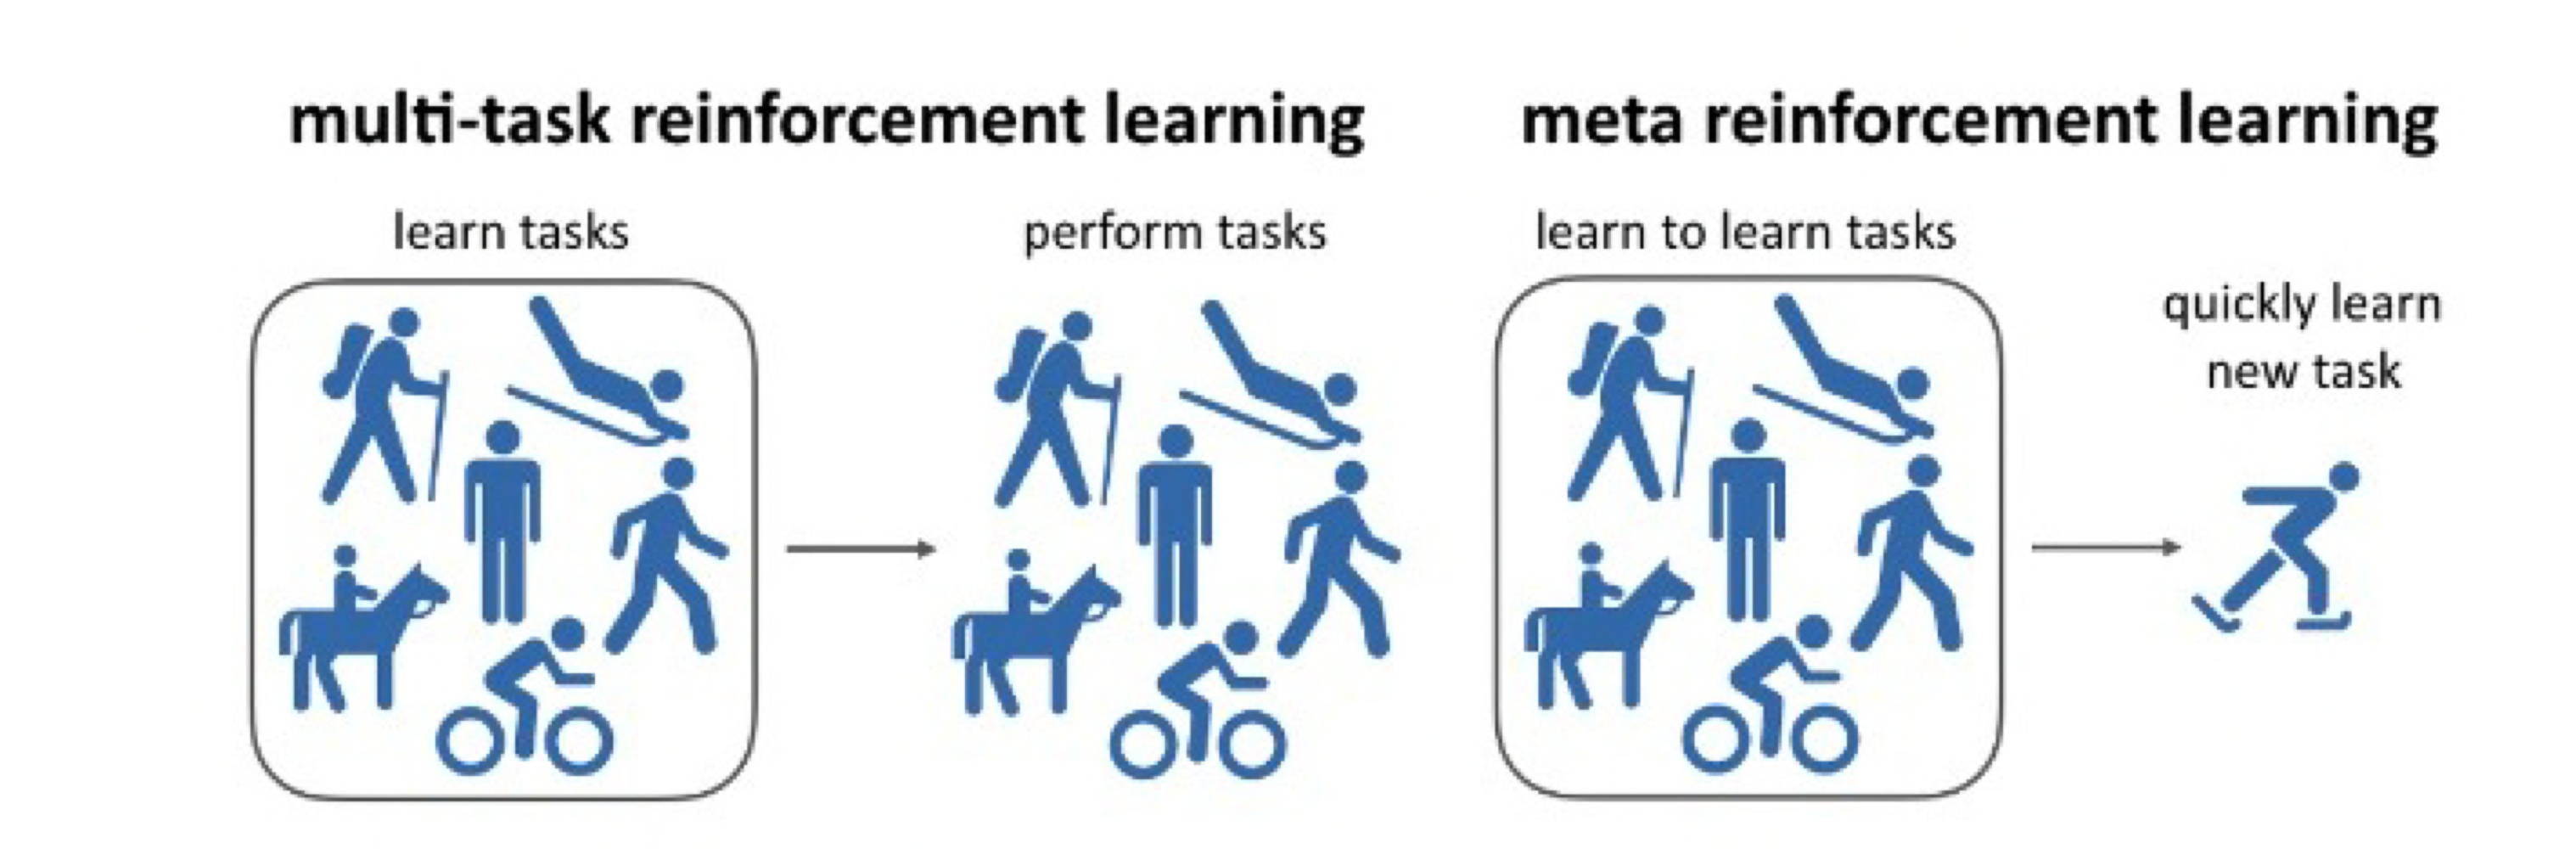 multi-task reinforcement learning
learn tasks
perform tasks
meta reinforcement learning
learn to learn tasks
quickly learn
new task